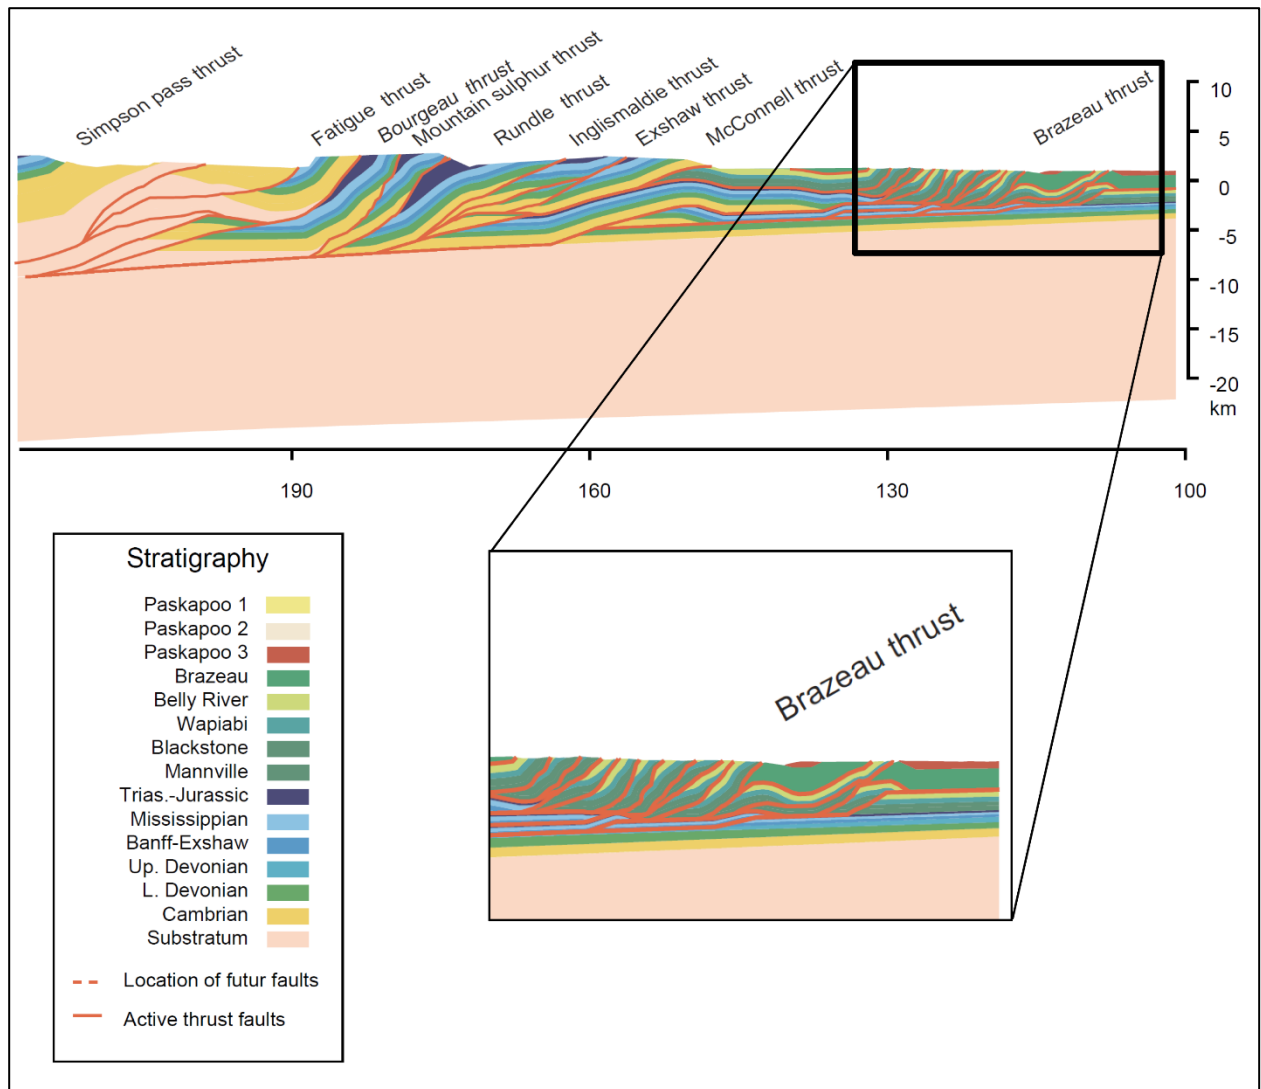 Simpson pass thrust
Fatigue thrust
Bourgeau thrust
Mountain sulphur thrust
Rundle thrust
Inglismaldie thrust
Exshaw thrust
McConnell thrust
Brazeau thrust
10
5
0
-5
-10
-15
-20
km
190
160
130
100
Stratigraphy
Paskapoo 1
Paskapoo 2
Paskapoo 3
Brazeau
Belly River
Wapiabi
Blackstone
Mannville
Trias.-Jurassic
Mississippian
Banff-Exshaw
Up. Devonian
L. Devonian
Cambrian
Substratum
Location of futur faults
Active thrust faults
Brazeau thrust